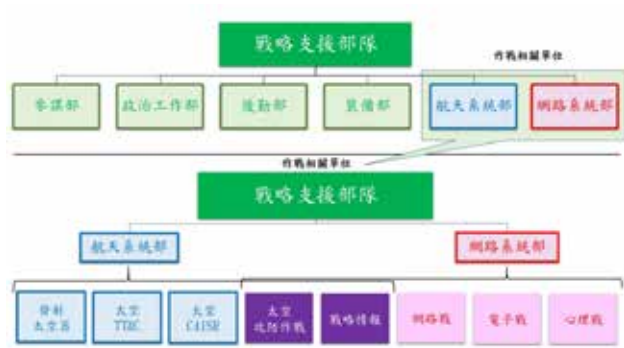 戰略支援部隊
作戰相關單位
參謀部
政治工作部
後勤部
裝備部
航天系統部
網路系統部
作戰相關單位
戰略支援部隊
航天系統部
網路系統部
發射
太空器
太空
TT&C
太空
C4ISR
太空
攻防作戰
戰略情報
網路戰
電子戰
心理戰